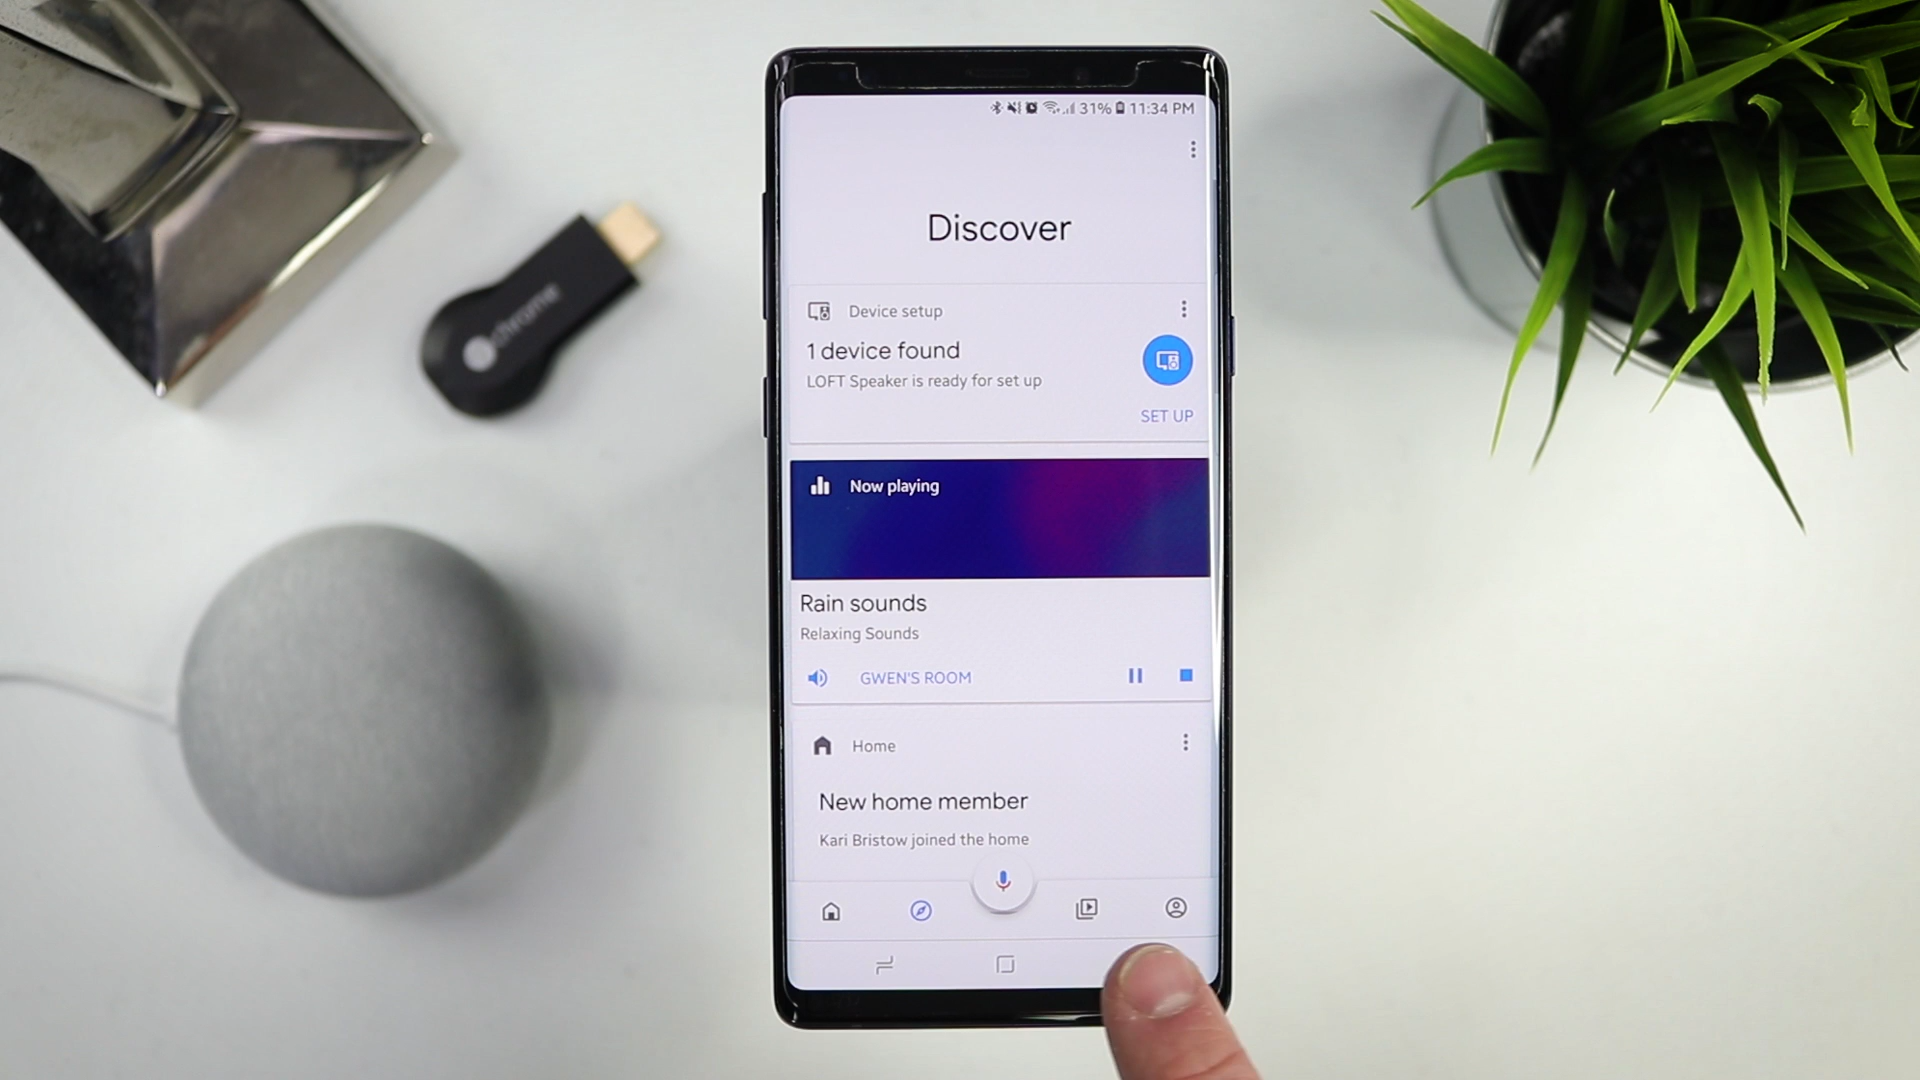 31% 11:34 PM
Discover
Device setup
1 device found
LOFT Speaker is ready for set up
SET UP
Now playing
Rain sounds
Relaxing Sounds
GWEN'S ROOM
Home
New home member
Kari Bristow joined the home
chrome